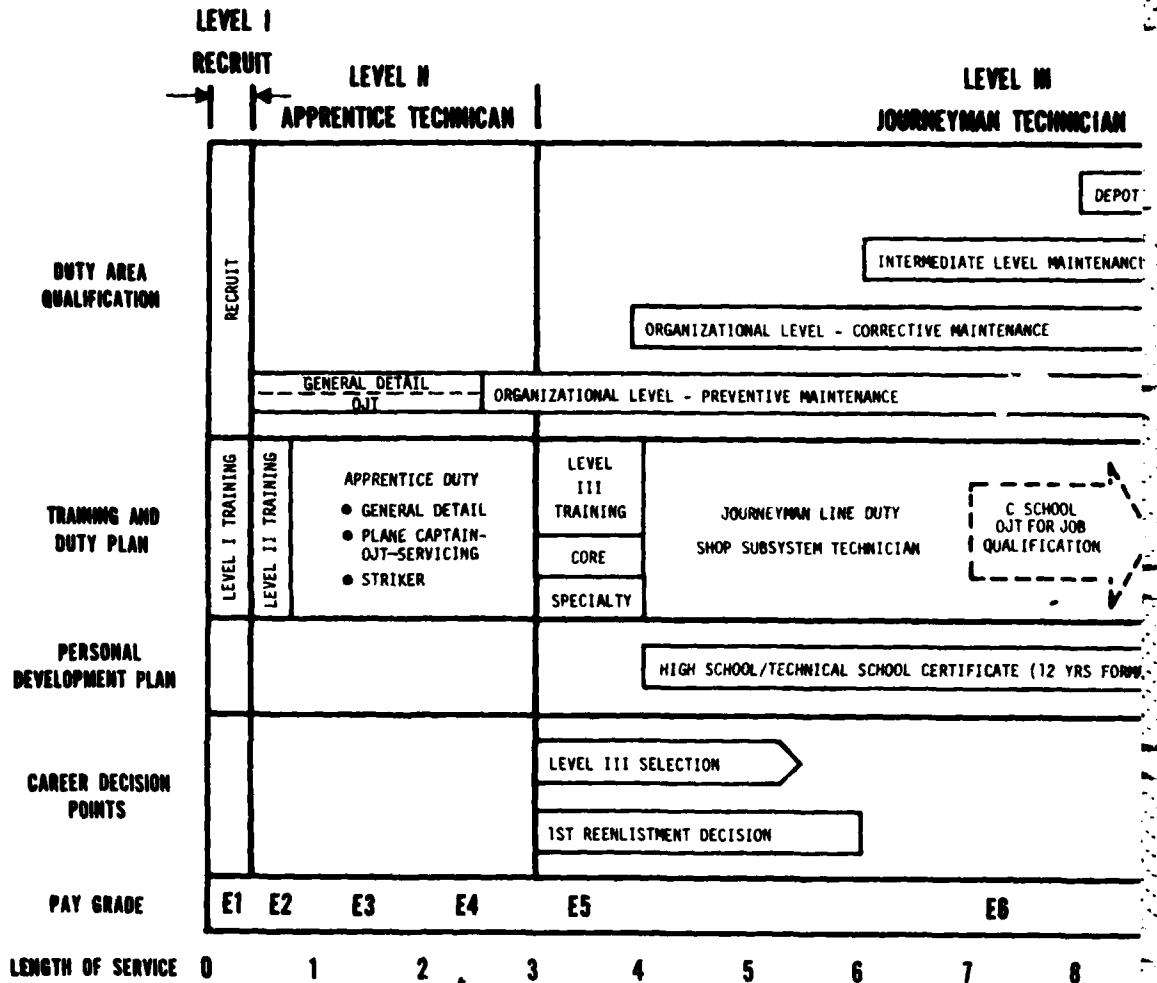 LEVEL I
RECRUIT
LEVEL II
APPRENTICE TECHNICAN
LEVEL III
JOURNEYMAN TECHNICIAN
DUTY AREA
QUALIFICATION
RECRUIT
DEPOT
INTERMEDIATE LEVEL MAINTENANC
ORGANIZATIONAL LEVEL - CORRECTIVE MAINTENANCE
GENERAL DETAIL
OJT
ORGANIZATIONAL LEVEL - PREVENTIVE MAINTENANCE
TRAINING AND
DUTY PLAN
LEVEL I TRAINING
LEVEL II TRAINING
APPRENTICE DUTY
● GENERAL DETAIL
● PLANE CAPTAIN-
OJT-SERVICING
● STRIKER
LEVEL
III
TRAINING
CORE
SPECIALTY
JOURNEYMAN LINE DUTY
SHOP SUBSYSTEM TECHNICIAN
C SCHOOL
OJT FOR JOB
QUALIFICATION
PERSONAL
DEVELOPMENT PLAN
HIGH SCHOOL/TECHNICAL SCHOOL CERTIFICATE (12 YRS FORM
CAREER DECISION
POINTS
LEVEL III SELECTION
1ST REENLISTMENT DECISION
PAY GRADE E1 E2 E3 E4 E5 E6
LENGTH OF SERVICE 0 1 2 3 4 5 6 7 8